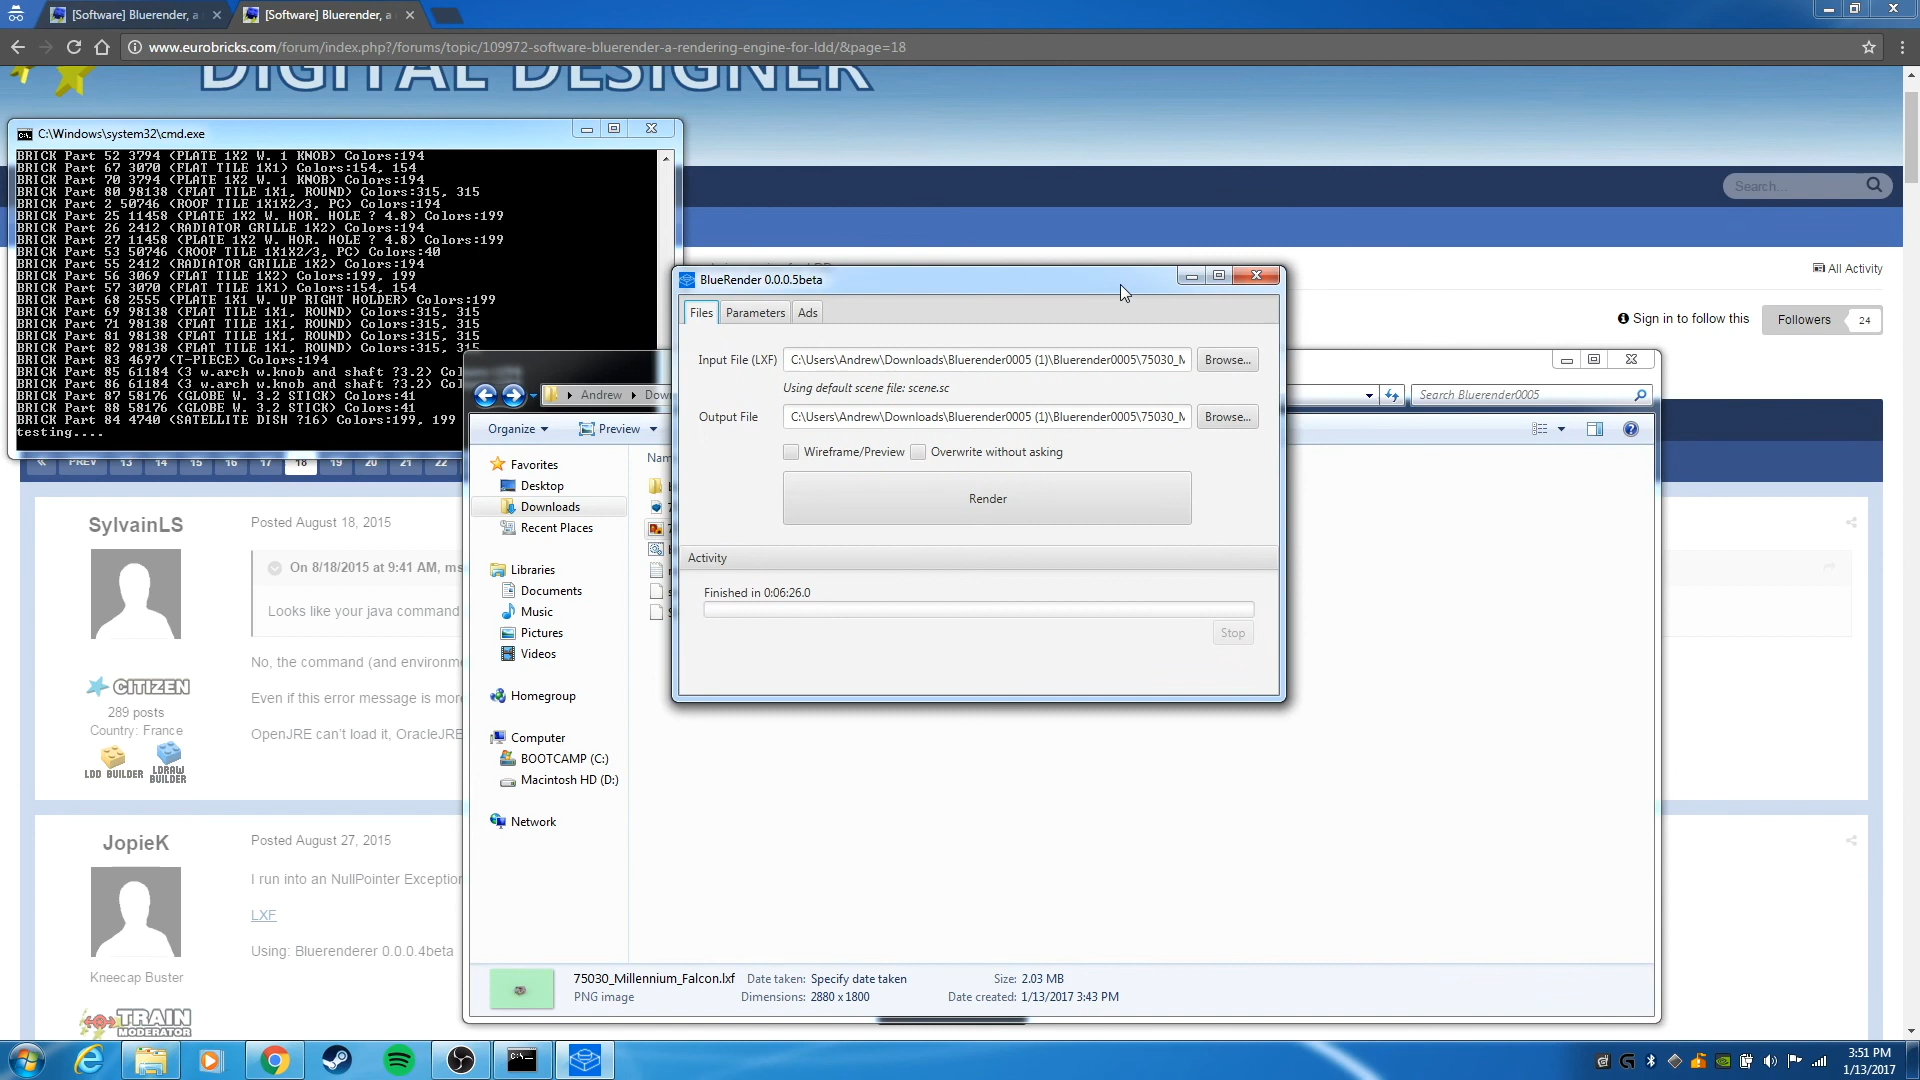 [Software] Bluerender, a
[Software] Bluerender, a
www.eurobricks.com/forum/index.php?/forums/topic/109972-software-bluerender-a-rendering-engine-for-ldd/&page=18
DIGITAL DESIGNER
Search...
All Activity
Sign in to follow this
Followers 24
C:\Windows\system32\cmd.exe
BRICK Part 52 3794 (PLATE 1X2 W. 1 KNOB) Colors:194
BRICK Part 67 3070 (FLAT TILE 1X1) Colors:154, 154
BRICK Part 70 3794 (PLATE 1X2 W. 1 KNOB) Colors:194
BRICK Part 80 98138 (FLAT TILE 1X1, ROUND) Colors:315, 315
BRICK Part 2 50746 (ROOF TILE 1X1X2/3, PC) Colors:194
BRICK Part 25 11458 (PLATE 1X2 W. HOR. HOLE ? 4.8) Colors:199
BRICK Part 26 2412 (RADIATOR GRILLE 1X2) Colors:194
BRICK Part 27 11458 (PLATE 1X2 W. HOR. HOLE ? 4.8) Colors:199
BRICK Part 53 50746 (ROOF TILE 1X1X2/3, PC) Colors:40
BRICK Part 55 2412 (RADIATOR GRILLE 1X2) Colors:194
BRICK Part 56 3069 (FLAT TILE 1X2) Colors:199, 199
BRICK Part 57 3070 (FLAT TILE 1X1) Colors:154, 154
BRICK Part 68 2555 (PLATE 1X1 W. UP RIGHT HOLDER) Colors:199
BRICK Part 69 98138 (FLAT TILE 1X1, ROUND) Colors:315, 315
BRICK Part 71 98138 (FLAT TILE 1X1, ROUND) Colors:315, 315
BRICK Part 81 98138 (FLAT TILE 1X1, ROUND) Colors:315, 315
BRICK Part 82 98138 (FLAT TILE 1X1, ROUND) Colors:315, 315
BRICK Part 83 4697 (T-PIECE) Colors:194
BRICK Part 85 61184 (3 w.arch w.knob and shaft ?3.2) Col
BRICK Part 86 61184 (3 w.arch w.knob and shaft ?3.2) Col
BRICK Part 87 58176 (GLOBE W. 3.2 STICK) Colors:41
BRICK Part 88 58176 (GLOBE W. 3.2 STICK) Colors:41
BRICK Part 84 4740 (SATELLITE DISH ?16) Colors:199, 199
testing....
PREV 13 14 15 16 17 18 19 20 21 22
SylvainLS
Posted August 18, 2015
On 8/18/2015 at 9:41 AM, ms
Looks like your java command
No, the command (and environme
Even if this error message is more
OpenJRE can't load it, OracleJRE
CITIZEN
289 posts
Country: France
LDD BUILDER LDRAW BUILDER
JopieK
Posted August 27, 2015
I run into an NullPointer Exception
LXF
Using: Bluerenderer 0.0.0.4beta
Kneecap Buster
TRAIN MODERATOR
Andrew
Dow
Search Bluerender0005
Organize
Preview
Nam
Favorites
Desktop
Downloads
Recent Places
Libraries
Documents
Music
Pictures
Videos
Homegroup
Computer
BOOTCAMP (C:)
Macintosh HD (D:)
Network
75030_Millennium_Falcon.lxf Date taken: Specify date taken Size: 2.03 MB
PNG image Dimensions: 2880 x 1800 Date created: 1/13/2017 3:43 PM
BlueRender 0.0.0.5beta
Files Parameters Ads
Input File (LXF) C:\Users\Andrew\Downloads\Bluerender0005 (1)\Bluerender0005\75030_M Browse...
Using default scene file: scene.sc
Output File C:\Users\Andrew\Downloads\Bluerender0005 (1)\Bluerender0005\75030_M Browse...
Wireframe/Preview Overwrite without asking
Render
Activity
Finished in 0:06:26.0
Stop
3:51 PM
1/13/2017